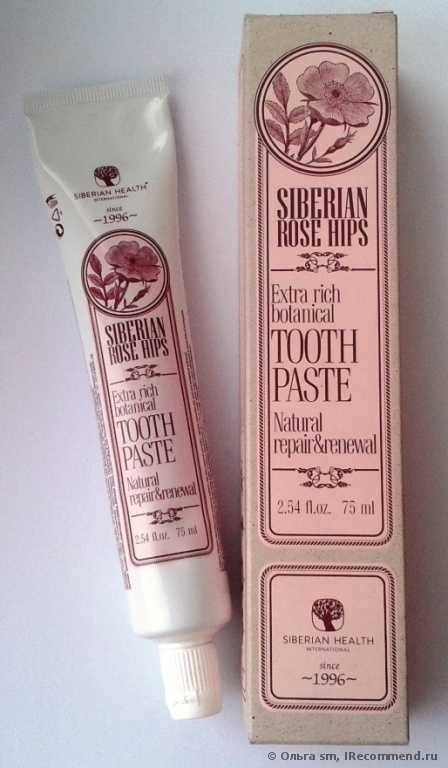 SIBERIAN HEALTH
INTERNATIONAL
since
~1996~
SIBERIAN
ROSE HIPS
Extra rich
botanical
TOOTH
PASTE
Natural
repair&renewal
2.54 fl.oz. 75 ml
SIBERIAN
ROSE HIPS
Extra rich
botanical
TOOTH
PASTE
Natural
repair&renewal
2.54 fl.oz. 75 ml
SIBERIAN HEALTH
INTERNATIONAL
since
~1996~
© Ольга sm, IRecommend.ru